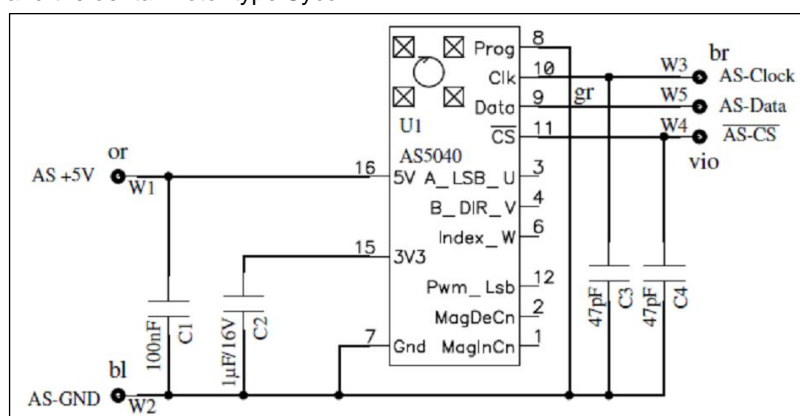 Prog 8
br
Clk 10
W3 AS-Clock
gr
Data 9
W5 AS-Data
U1
CS 11
W4 AS-CS
AS5040
vio
or
AS +5V W1
16 5V
A_LSB_U 3
B_DIR_V 4
Index_W 6
15 3V3
Pwm_Lsb 12
MagDeCn 2
7 Gnd
MagInCn 1
100nF C1
1µF/16V C2
47pF C3
47pF C4
bl
AS-GND W2